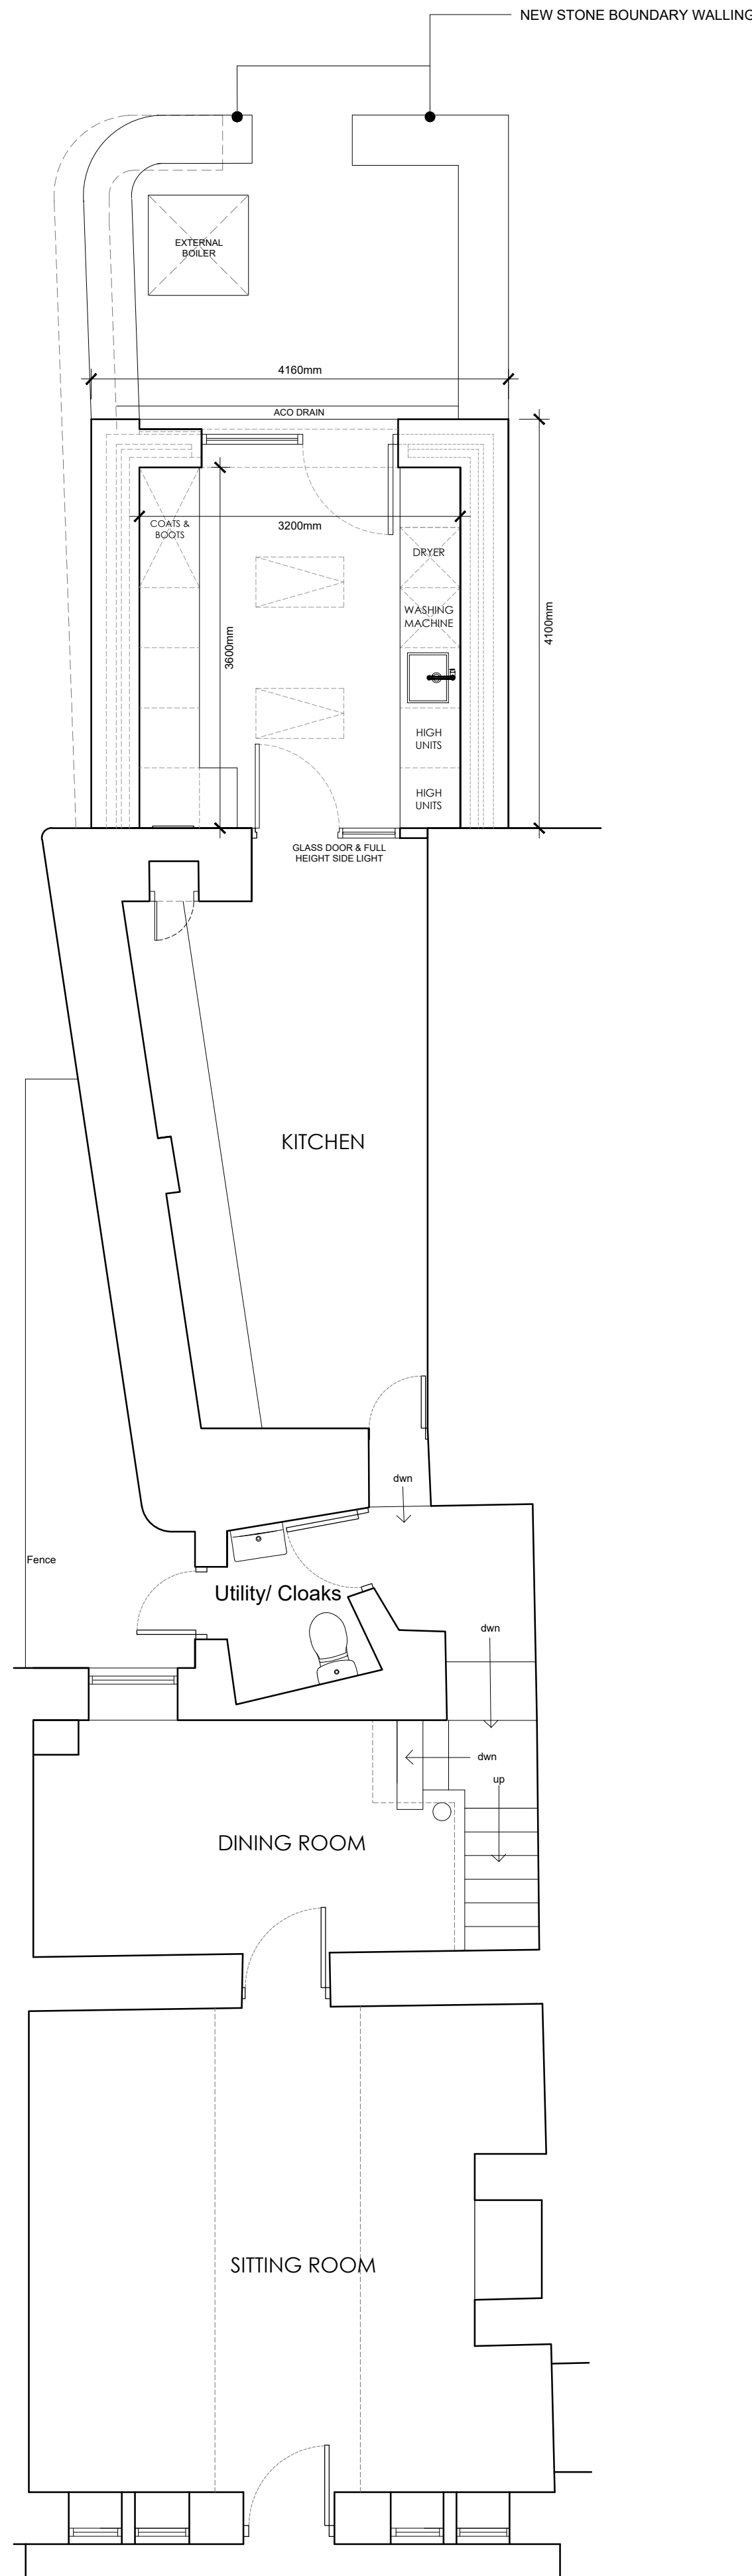 NEW STONE BOUNDARY WALLING
EXTERNAL
BOILER
4160mm
ACO DRAIN
COATS &
BOOTS
3200mm
DRYER
WASHING
MACHINE
3600mm
4100mm
HIGH
UNITS
HIGH
UNITS
GLASS DOOR & FULL
HEIGHT SIDE LIGHT
KITCHEN
dwn
Fence
Utility/ Cloaks
dwn
dwn
up
DINING ROOM
SITTING ROOM